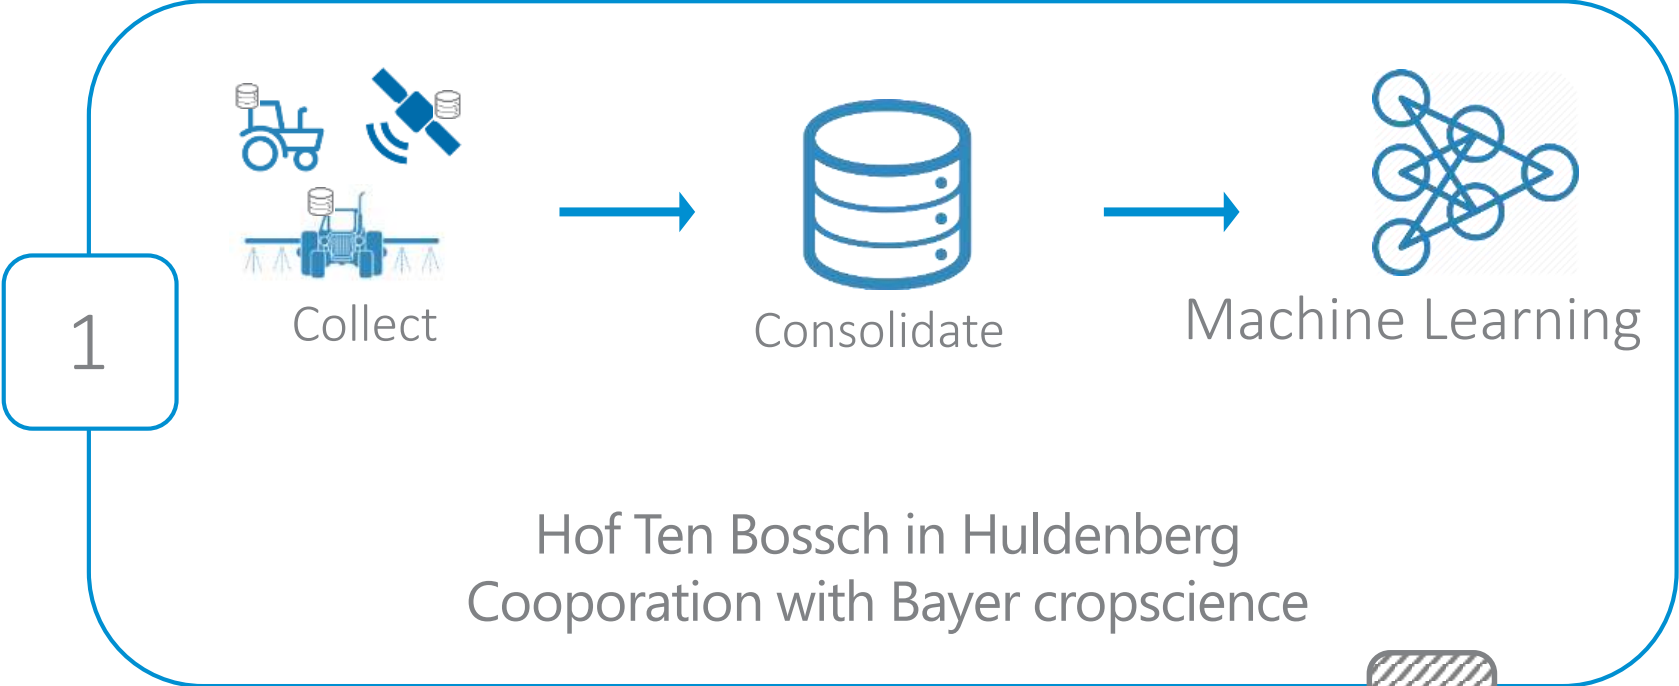 1
Collect
Consolidate
Machine Learning
Hof Ten Bossch in Huldenberg
Cooporation with Bayer cropscience